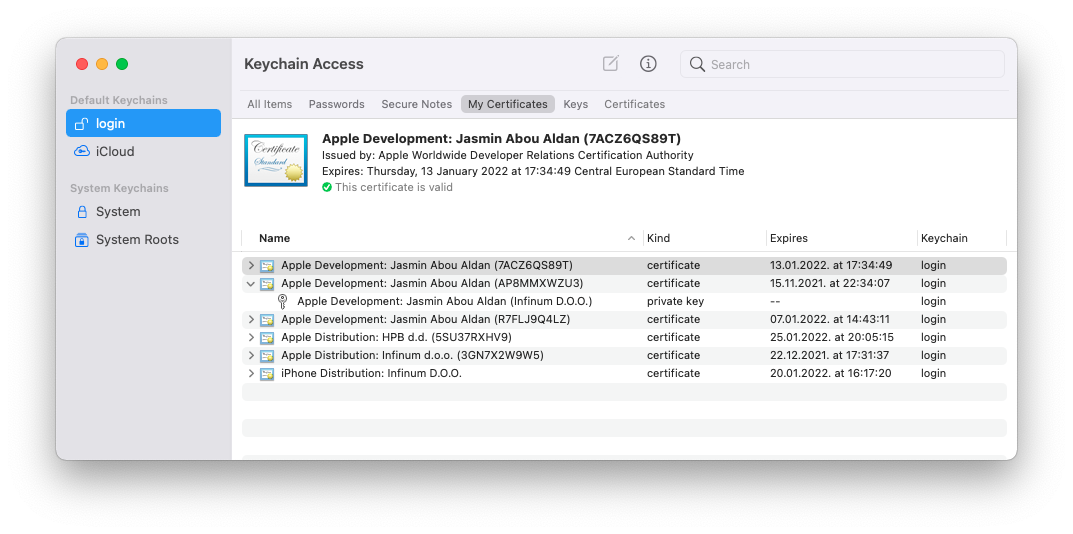 Keychain Access
Search
Default Keychains
login
iCloud
System Keychains
System
System Roots
All Items Passwords Secure Notes My Certificates Keys Certificates
Certificate
Standard
Apple Development: Jasmin Abou Aldan (7ACZ6QS89T)
Issued by: Apple Worldwide Developer Relations Certification Authority
Expires: Thursday, 13 January 2022 at 17:34:49 Central European Standard Time
This certificate is valid
Name Kind Expires Keychain
Apple Development: Jasmin Abou Aldan (7ACZ6QS89T) certificate 13.01.2022. at 17:34:49 login
Apple Development: Jasmin Abou Aldan (AP8MMXWZU3) certificate 15.11.2021. at 22:34:07 login
Apple Development: Jasmin Abou Aldan (Infinum D.O.O.) private key -- login
Apple Development: Jasmin Abou Aldan (R7FLJ9Q4LZ) certificate 07.01.2022. at 14:43:11 login
Apple Distribution: HPB d.d. (5SU37RXHV9) certificate 25.01.2022. at 20:05:15 login
Apple Distribution: Infinum d.o.o. (3GN7X2W9W5) certificate 22.12.2021. at 17:31:37 login
iPhone Distribution: Infinum D.O.O. certificate 20.01.2022. at 16:17:20 login